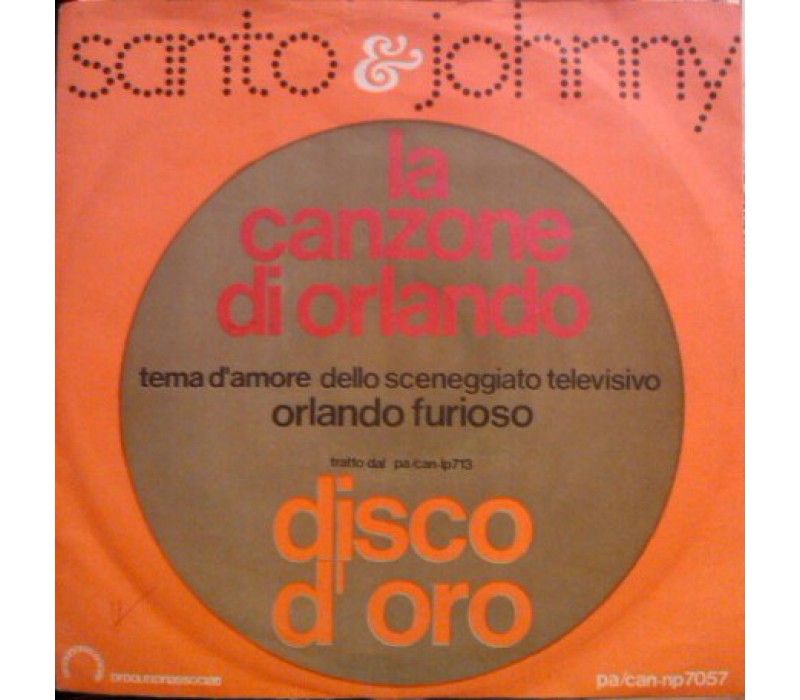 santo & johnny
la
canzone
di orlando
tema d'amore dello sceneggiato televisivo
orlando furioso
tratto dal pa/can-lp713
disco
d'oro
produttoriassociati
pa/can-np7057